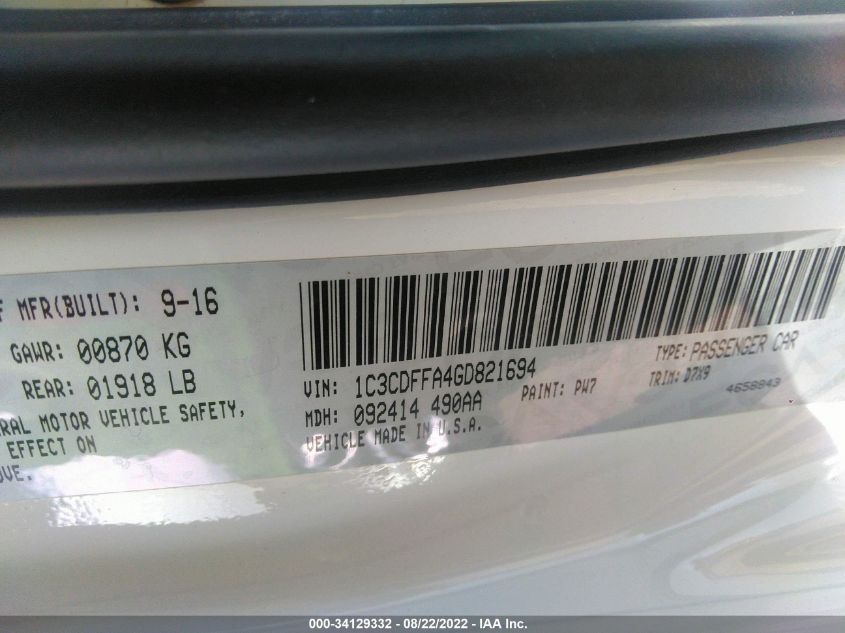 F MFR(BUILT): 9-16
GAWR: 00870 KG
REAR: 01918 LB
RAL MOTOR VEHICLE SAFETY,
EFFECT ON
OVE.
VIN: 1C3CDFFA4GD821694
TYPE: PASSENGER CAR
MDH: 092414 490AA
PAINT: PW7
TRIM: D7X9
VEHICLE MADE IN U.S.A.
4658843
000-34129332 - 08/22/2022 - IAA Inc.